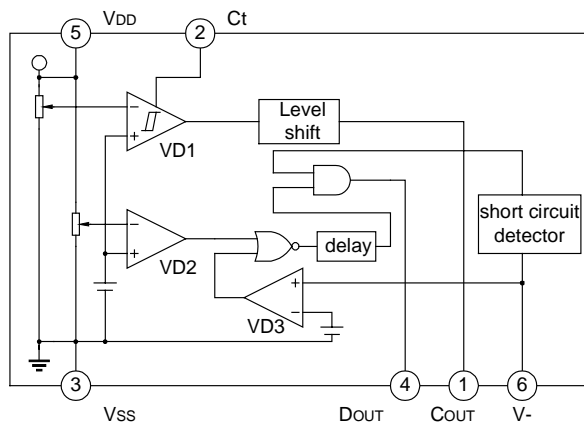 VDD
5
2
Ct
−
+
VD1
Level
shift
−
+
VD2
delay
short circuit
detector
+
−
VD3
3
4
1
6
VSS
DOUT
COUT
V-